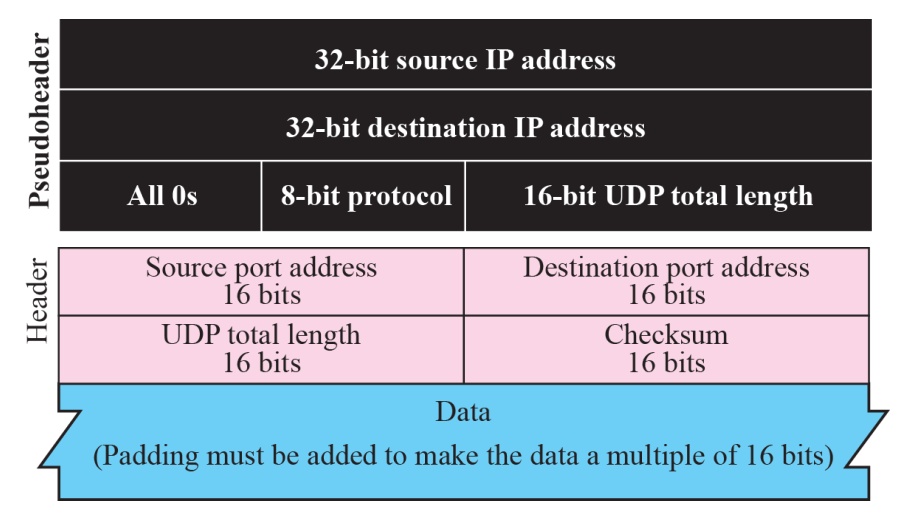 Pseudoheader
32-bit source IP address
32-bit destination IP address
All 0s
8-bit protocol
16-bit UDP total length
Header
Source port address
16 bits
Destination port address
16 bits
UDP total length
16 bits
Checksum
16 bits
Data
(Padding must be added to make the data a multiple of 16 bits)